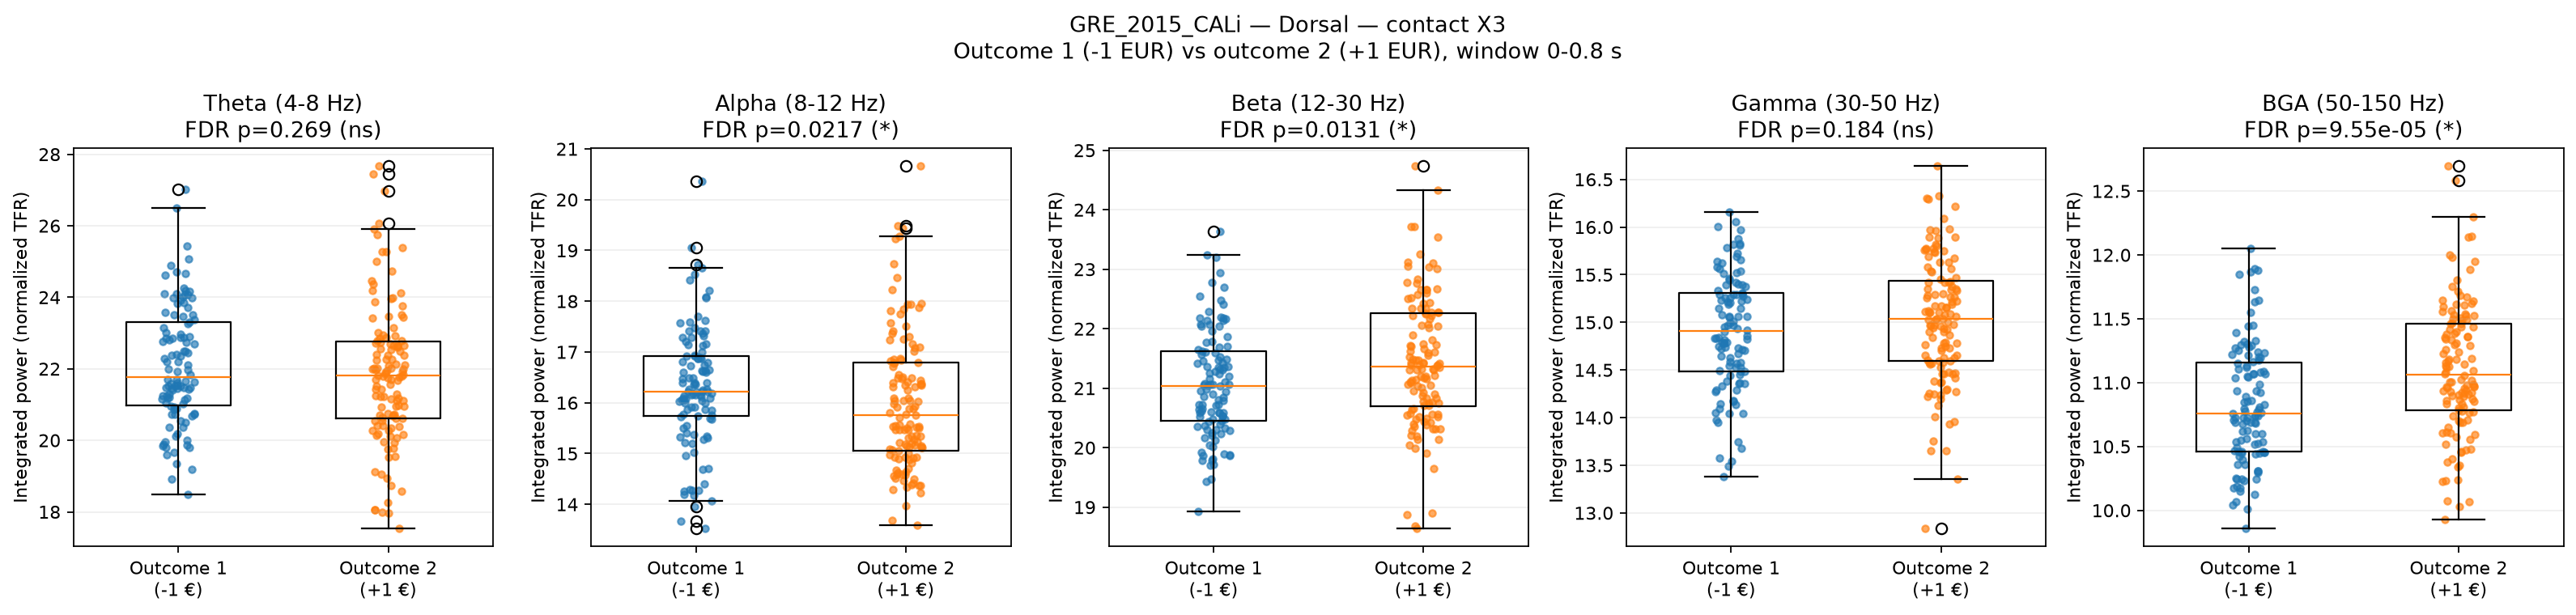 GRE_2015_CALi — Dorsal — contact X3
Outcome 1 (-1 EUR) vs outcome 2 (+1 EUR), window 0-0.8 s
Theta (4-8 Hz)
FDR p=0.269 (ns)
Integrated power (normalized TFR)
28
26
24
22
20
18
Outcome 1
(-1 €)
Outcome 2
(+1 €)
Alpha (8-12 Hz)
FDR p=0.0217 (*)
Integrated power (normalized TFR)
21
20
19
18
17
16
15
14
Outcome 1
(-1 €)
Outcome 2
(+1 €)
Beta (12-30 Hz)
FDR p=0.0131 (*)
Integrated power (normalized TFR)
25
24
23
22
21
20
19
Outcome 1
(-1 €)
Outcome 2
(+1 €)
Gamma (30-50 Hz)
FDR p=0.184 (ns)
Integrated power (normalized TFR)
16.5
16.0
15.5
15.0
14.5
14.0
13.5
13.0
Outcome 1
(-1 €)
Outcome 2
(+1 €)
BGA (50-150 Hz)
FDR p=9.55e-05 (*)
Integrated power (normalized TFR)
12.5
12.0
11.5
11.0
10.5
10.0
Outcome 1
(-1 €)
Outcome 2
(+1 €)